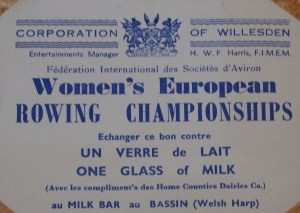 CORPORATION OF WILLESDEN
Entertainments Manager H. W. F. Harris, F.I.M.E.M.
Fédération International des Sociétés d'Aviron
Women's European
ROWING CHAMPIONSHIPS
Echanger ce bon contre
UN VERRE de LAIT
ONE GLASS of MILK
(Avec les compliment's des Home Counties Dairies Co.)
au MILK BAR au BASSIN (Welsh Harp)